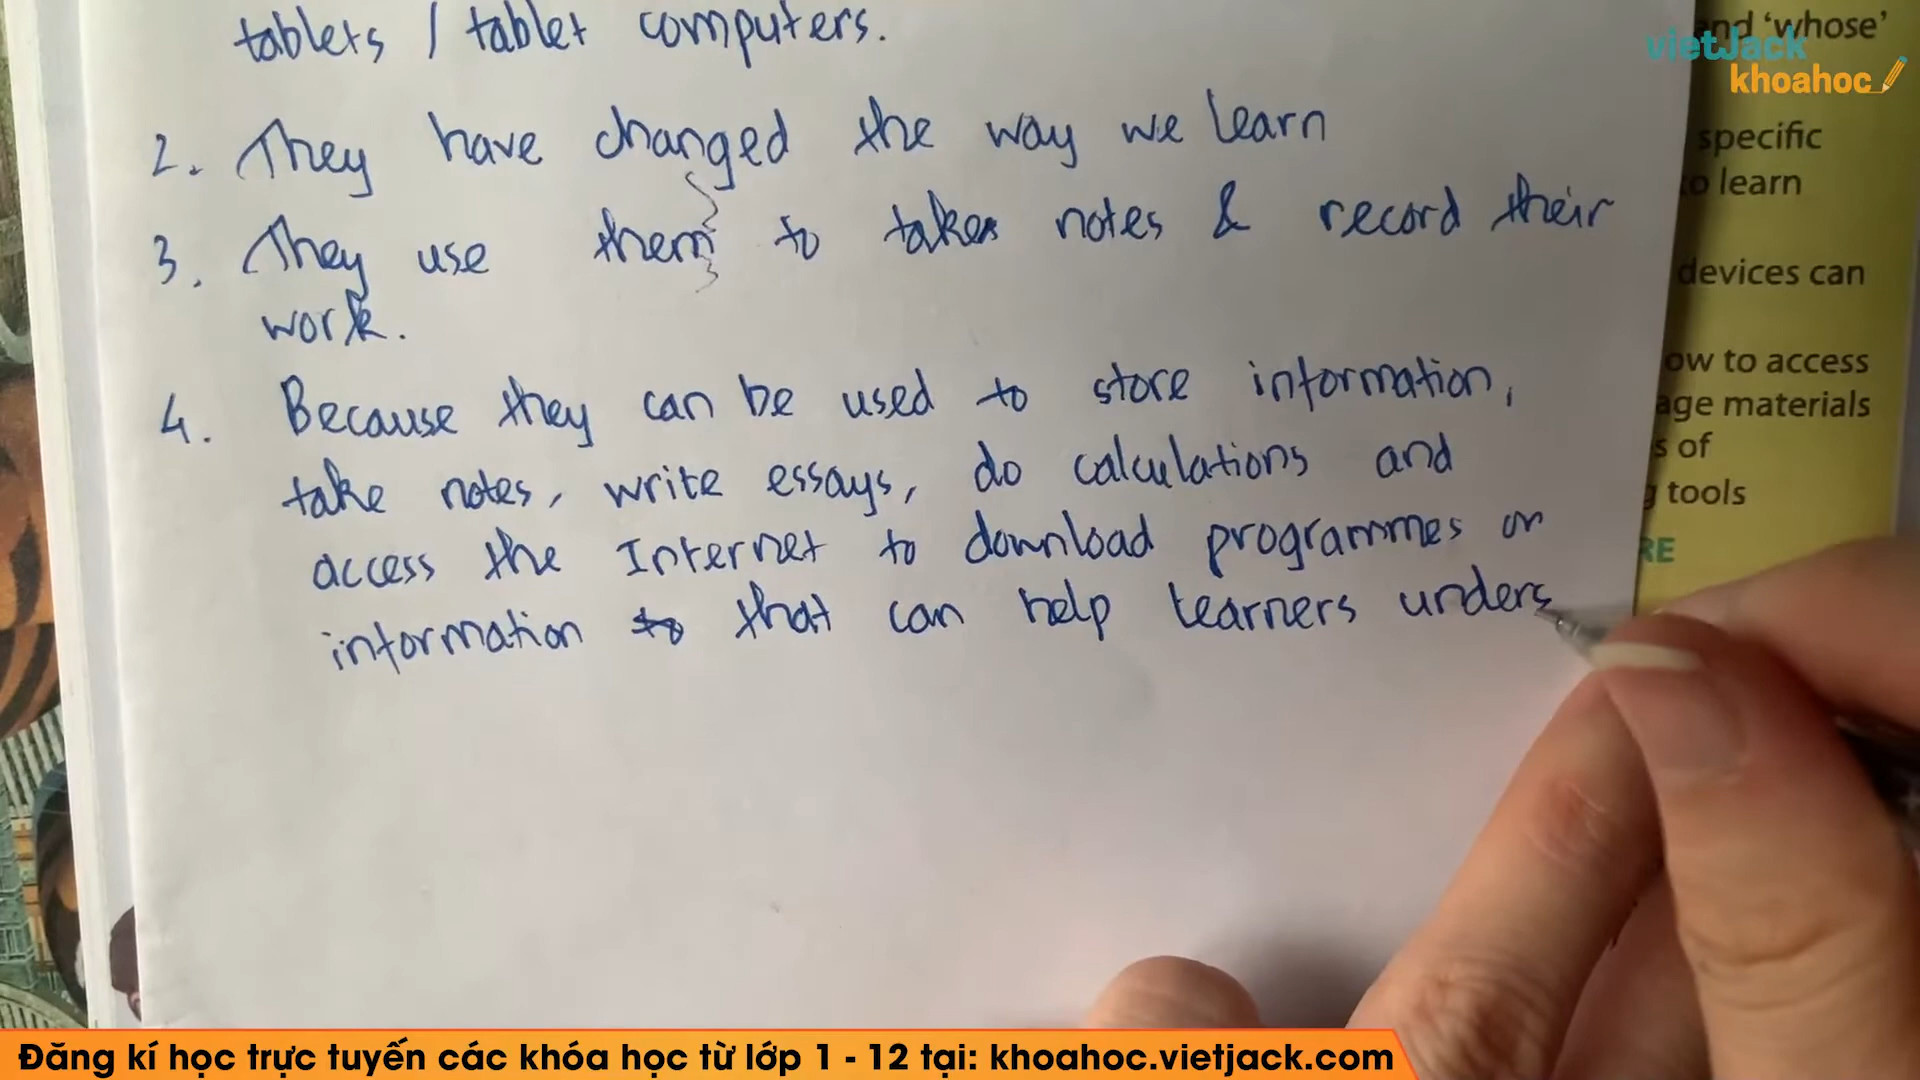 tablets / tablet computers.
2. They have changed the way we learn
3. They use them to take notes & record their
work.
4. Because they can be used to store information,
take notes, write essays, do calculations and
access the Internet to download programmes or
information that can help learners unders
and ‘whose’
specific
to learn
devices can
ow to access
age materials
s of
g tools
RE
vietJack
khoahoc
Đăng kí học trực tuyến các khóa học từ lớp 1 - 12 tại: khoahoc.vietjack.com